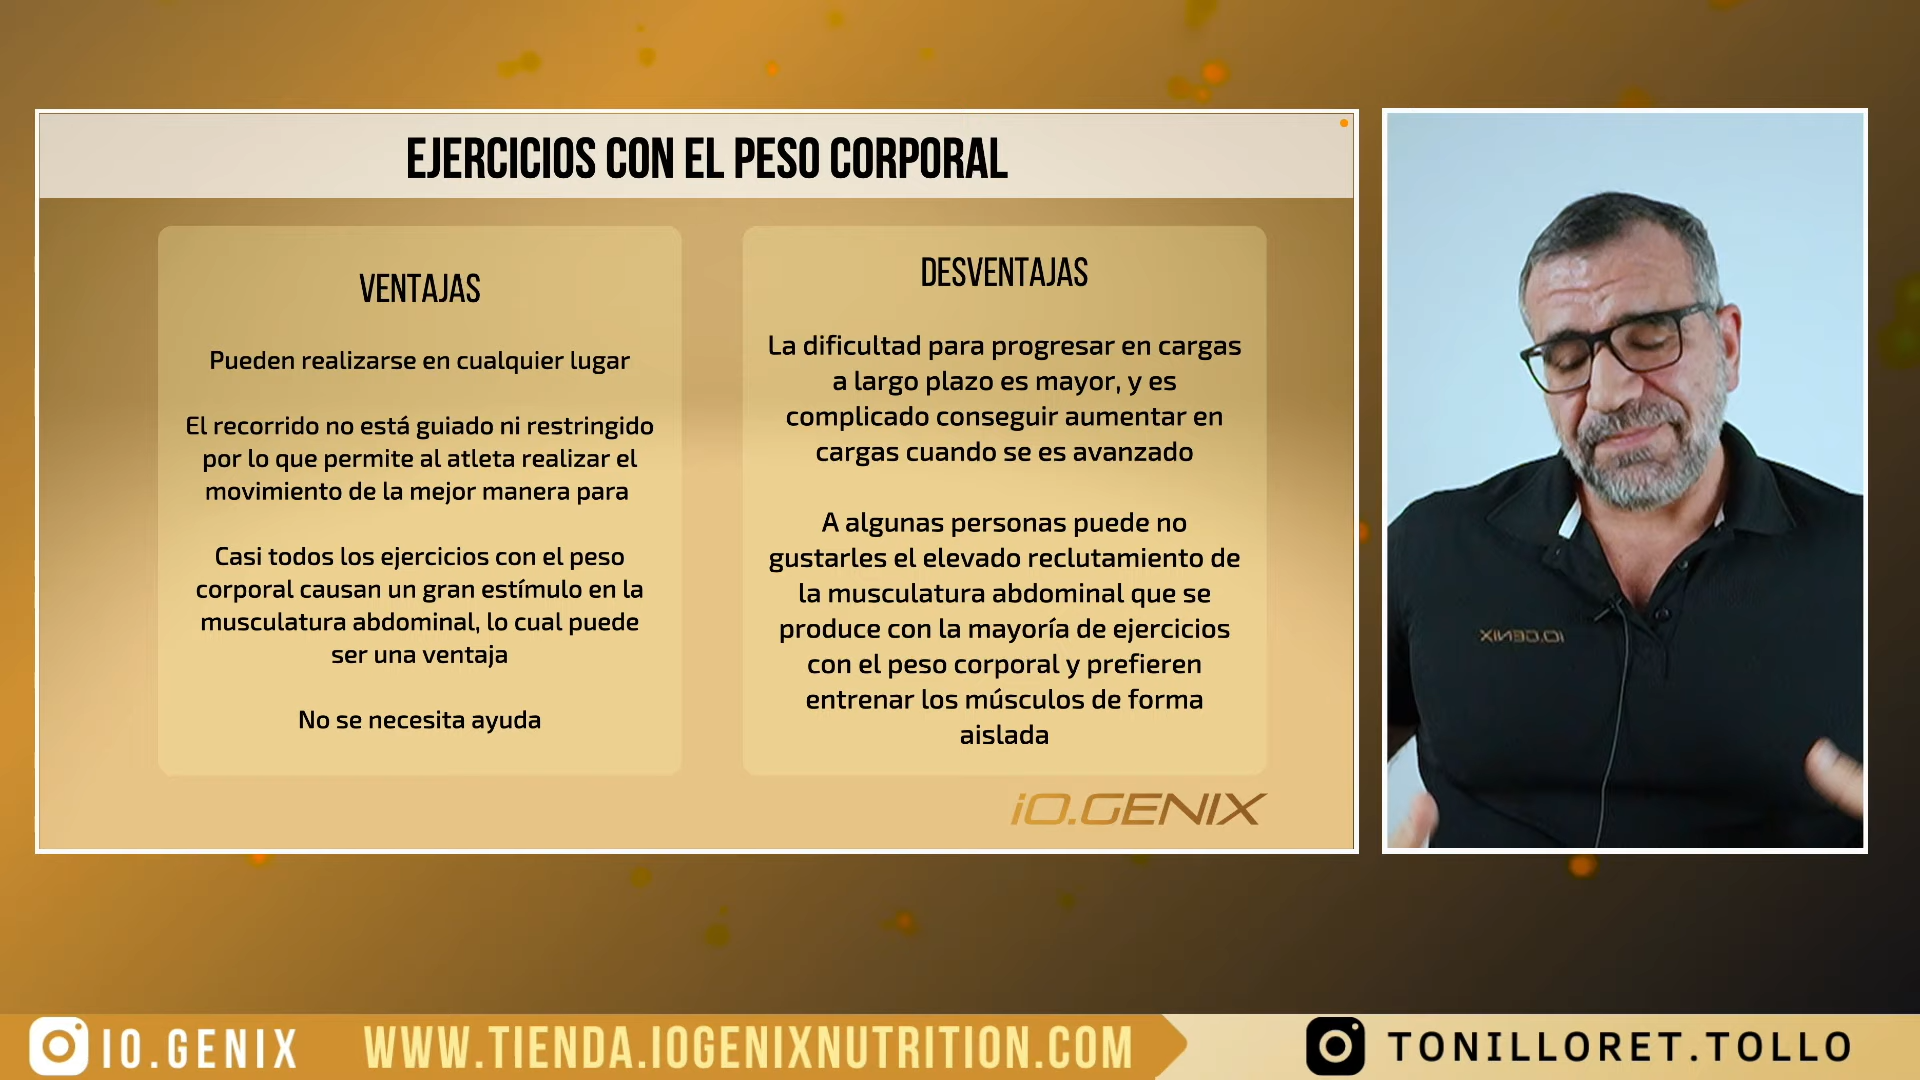 EJERCICIOS CON EL PESO CORPORAL
VENTAJAS
Pueden realizarse en cualquier lugar
El recorrido no está guiado ni restringido
por lo que permite al atleta realizar el
movimiento de la mejor manera para
Casi todos los ejercicios con el peso
corporal causan un gran estímulo en la
musculatura abdominal, lo cual puede
ser una ventaja
No se necesita ayuda
DESVENTAJAS
La dificultad para progresar en cargas
a largo plazo es mayor, y es
complicado conseguir aumentar en
cargas cuando se es avanzado
A algunas personas puede no
gustarles el elevado reclutamiento de
la musculatura abdominal que se
produce con la mayoría de ejercicios
con el peso corporal y prefieren
entrenar los músculos de forma
aislada
iO.GENIX
iO.GENIX
IO.GENIX
WWW.TIENDA.IOGENIXNUTRITION.COM
TONILLORET.TOLLO